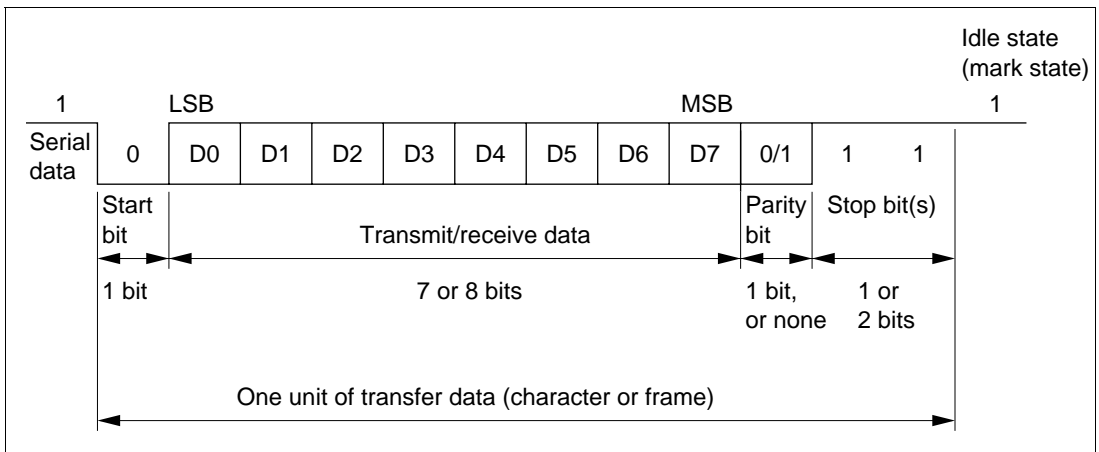 Idle state
(mark state)
1 LSB MSB 1
Serial
data
0 D0 D1 D2 D3 D4 D5 D6 D7 0/1 1 1
Start
bit
Transmit/receive data
Parity
bit
Stop bit(s)
1 bit
7 or 8 bits
1 bit,
or none
1 or
2 bits
One unit of transfer data (character or frame)